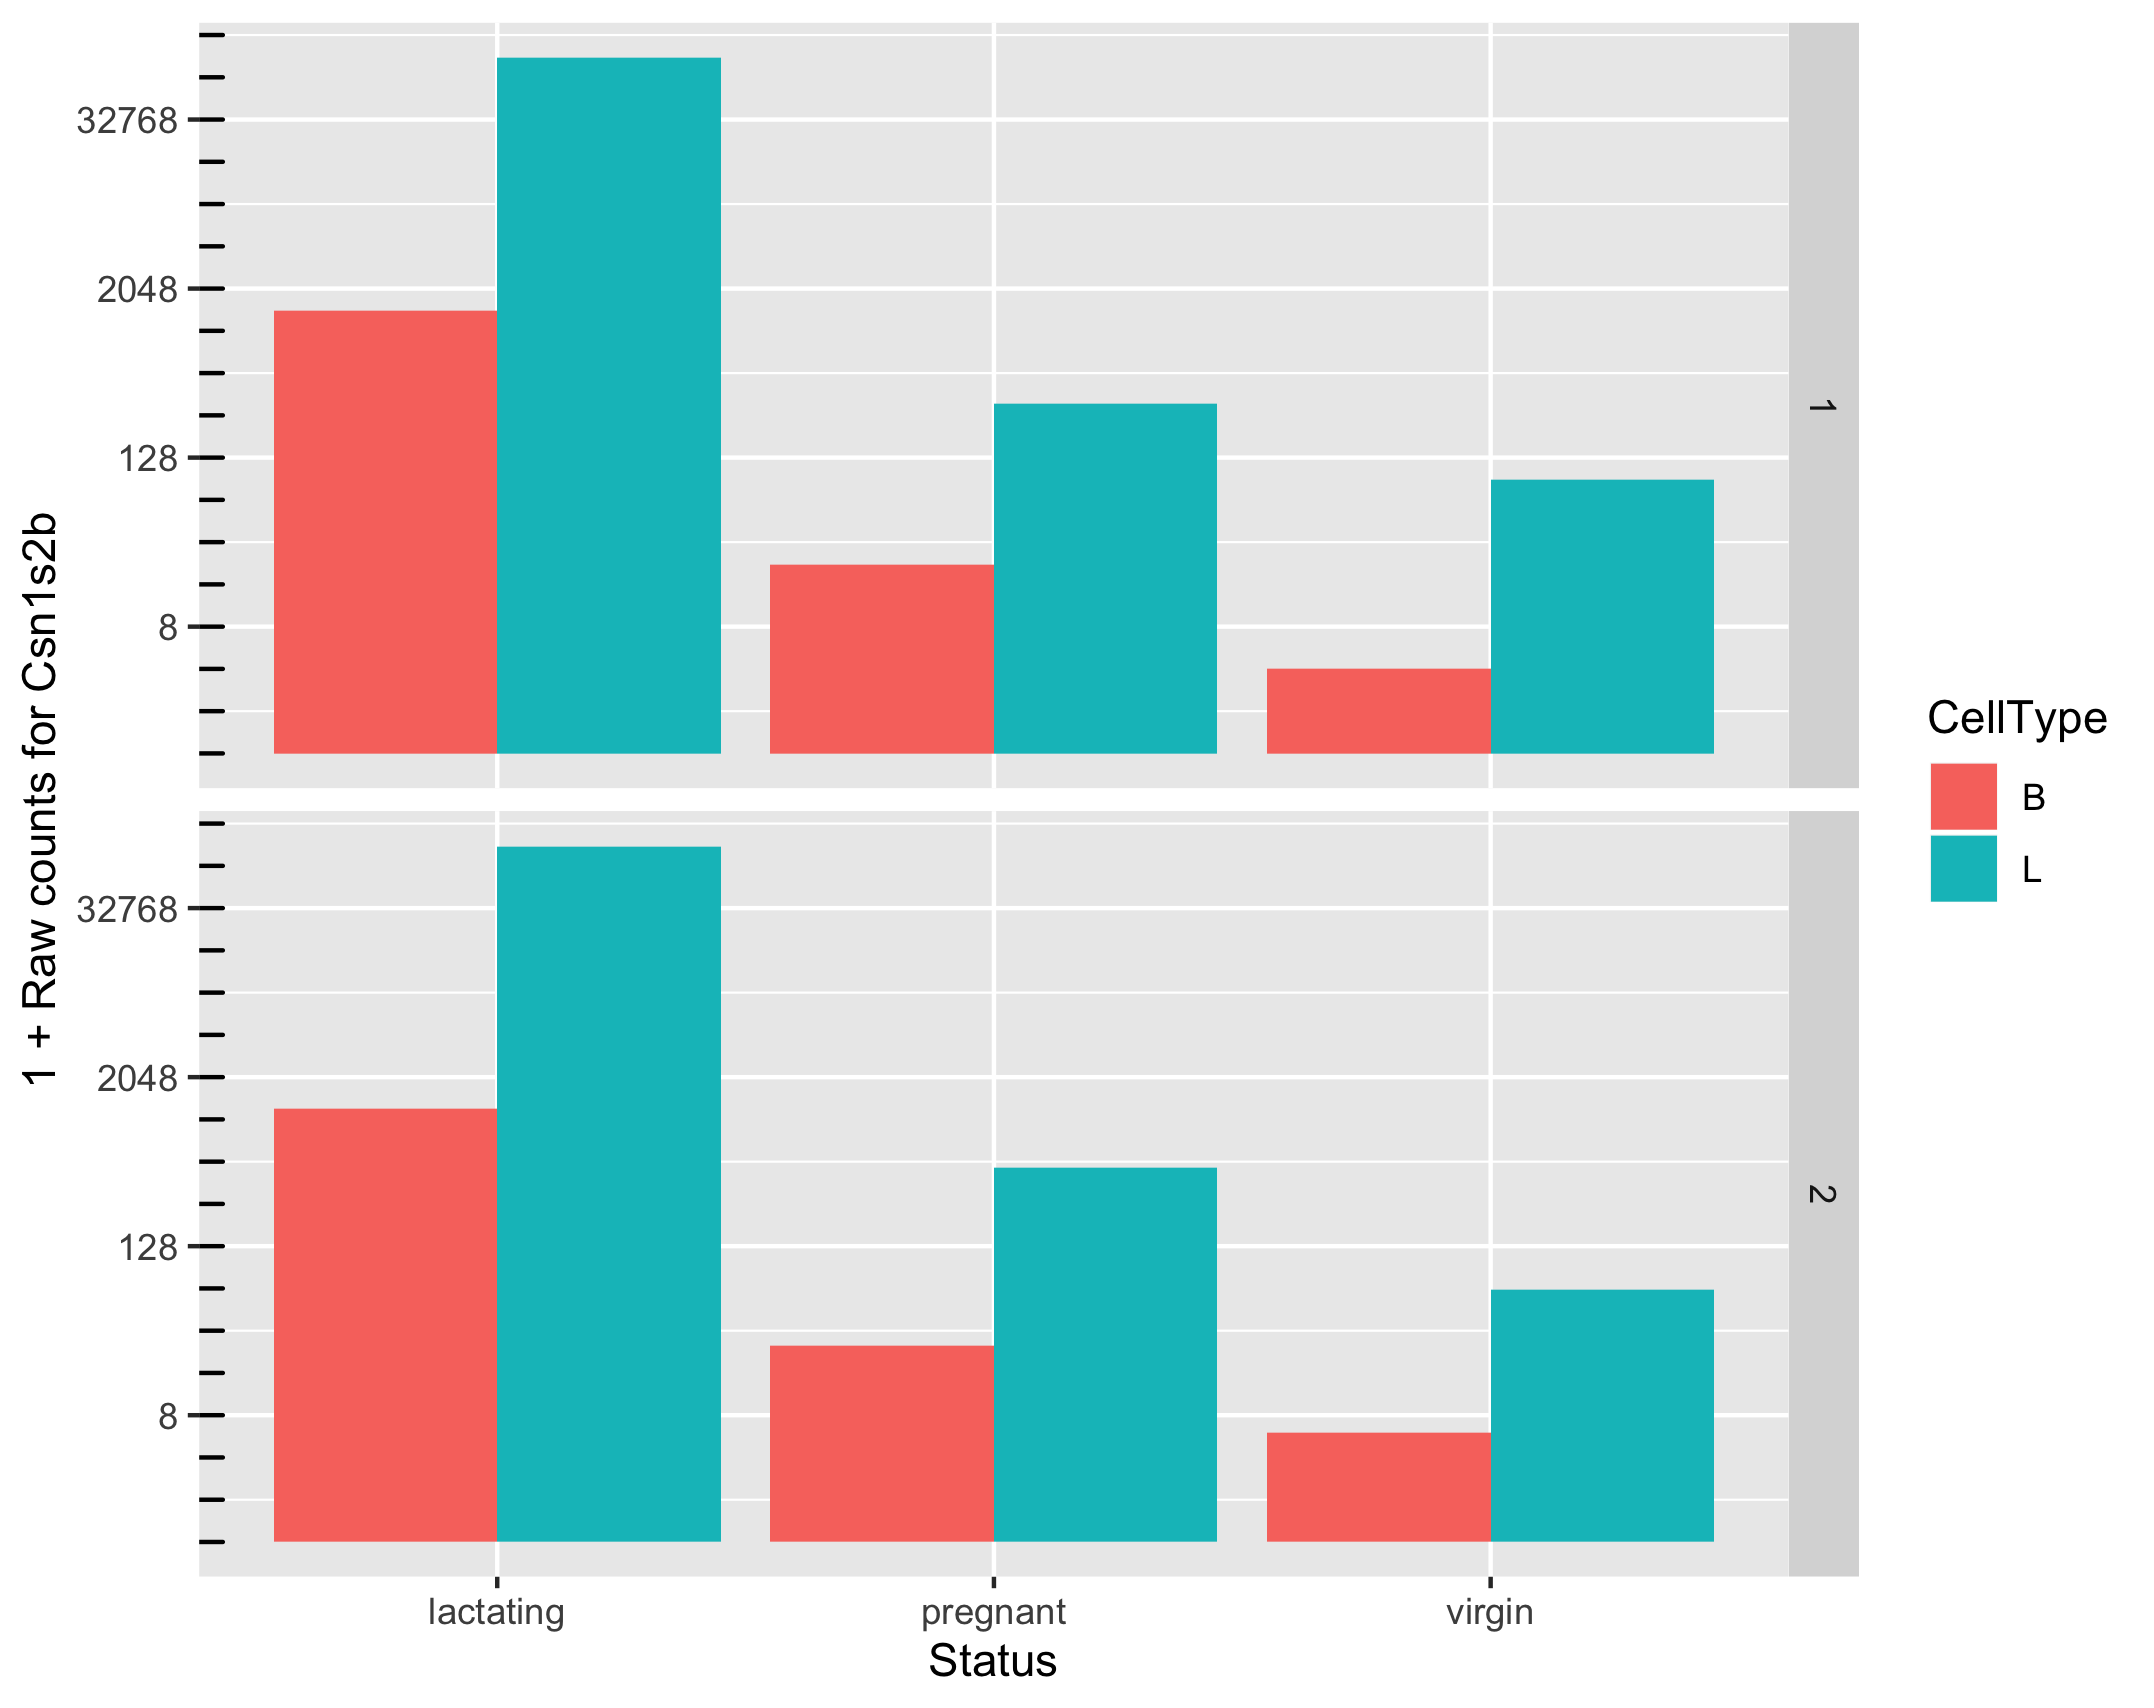 1 + Raw counts for Csn1s2b
32768
2048
128
8
1
32768
2048
128
8
2
lactating
pregnant
virgin
Status
CellType
B
L